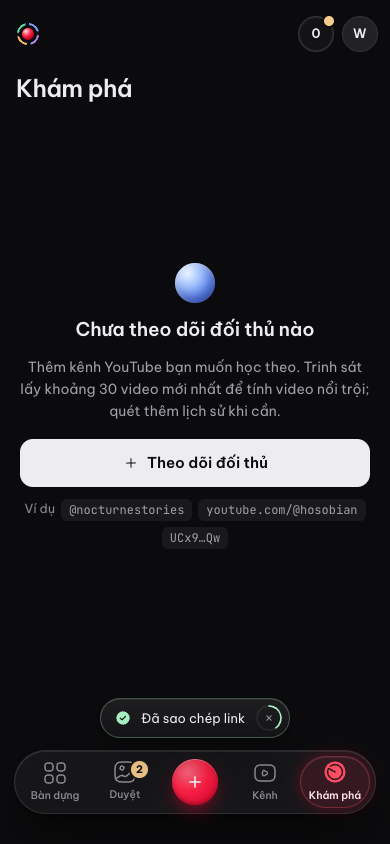 0 W
Khám phá
Chưa theo dõi đối thủ nào
Thêm kênh YouTube bạn muốn học theo. Trinh sát
lấy khoảng 30 video mới nhất để tính video nổi trội;
quét thêm lịch sử khi cần.
+ Theo dõi đối thủ
Ví dụ @nocturnestories youtube.com/@hosobian
UCx9…Qw
Đã sao chép link
2
Bàn dựng Duyệt Kênh Khám phá